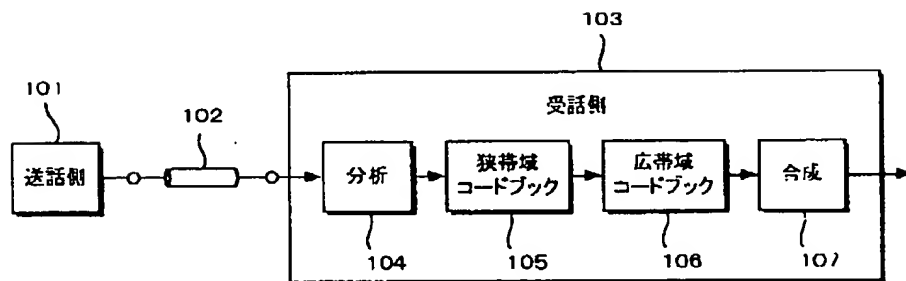 103
101
102
受話側
送話側
分析
狭帯域
コードブック
広帯域
コードブック
合成
104
105
106
107